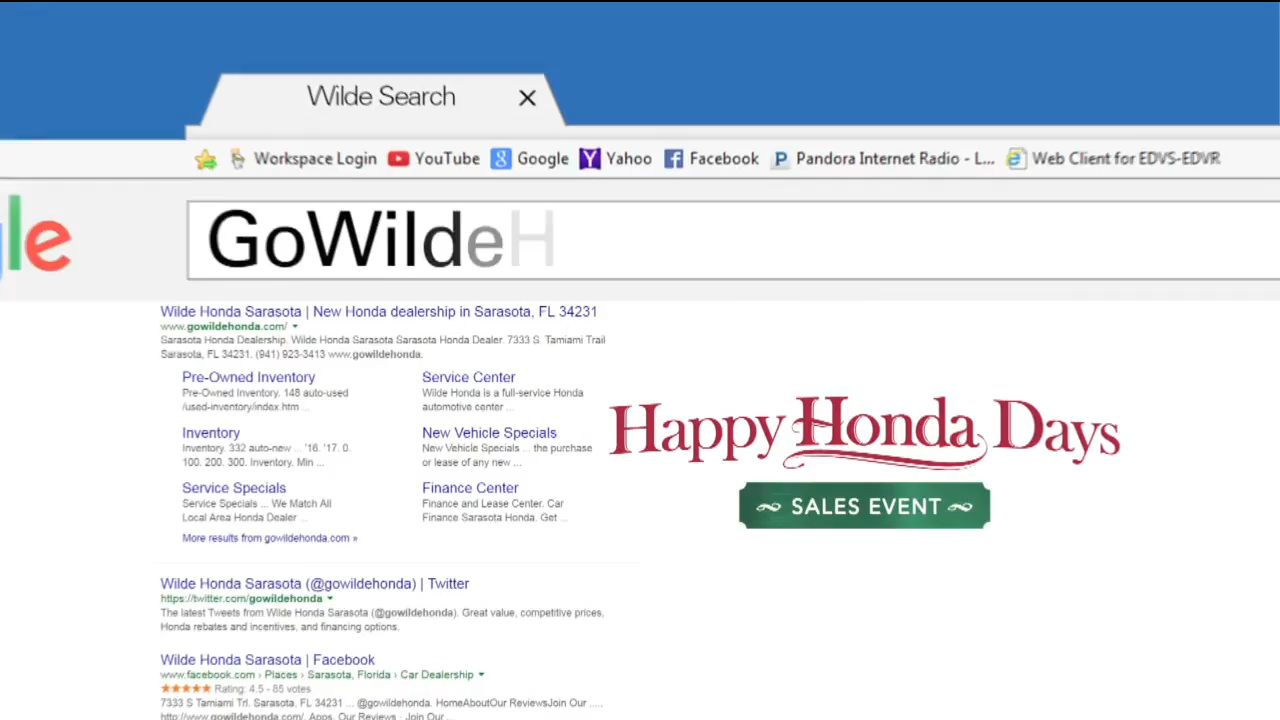 Wilde Search
Workspace Login YouTube Google Yahoo Facebook Pandora Internet Radio - L... Web Client for EDVS-EDVR
gle
GoWildeH
Wilde Honda Sarasota | New Honda dealership in Sarasota, FL 34231
www.gowildehonda.com/
Sarasota Honda Dealership. Wilde Honda Sarasota Sarasota Honda Dealer. 7333 S. Tamiami Trail
Sarasota, FL 34231. (941) 923-3413 www.gowildehonda.
Pre-Owned Inventory
Pre-Owned Inventory. 148 auto-used
/used-inventory/index.htm ...
Service Center
Wilde Honda is a full-service Honda
automotive center ...
Inventory
Inventory. 332 auto-new ... '16. '17. 0.
100. 200. 300. Inventory. Min ...
New Vehicle Specials
New Vehicle Specials ... the purchase
or lease of any new ...
Service Specials
Service Specials ... We Match All
Local Area Honda Dealer ...
Finance Center
Finance and Lease Center. Car
Finance Sarasota Honda. Get ...
More results from gowildehonda.com »
Happy Honda Days
SALES EVENT
Wilde Honda Sarasota (@gowildehonda) | Twitter
https://twitter.com/gowildehonda
The latest Tweets from Wilde Honda Sarasota (@gowildehonda). Great value, competitive prices,
Honda rebates and incentives, and financing options.
Wilde Honda Sarasota | Facebook
www.facebook.com › Places › Sarasota, Florida › Car Dealership
Rating: 4.5 - 85 votes
7333 S Tamiami Trl. Sarasota, FL 34231 ... @gowildehonda. HomeAboutOur ReviewsJoin Our .....
http://www.gowildehonda.com/. Apps. Our Reviews · Join Our ...